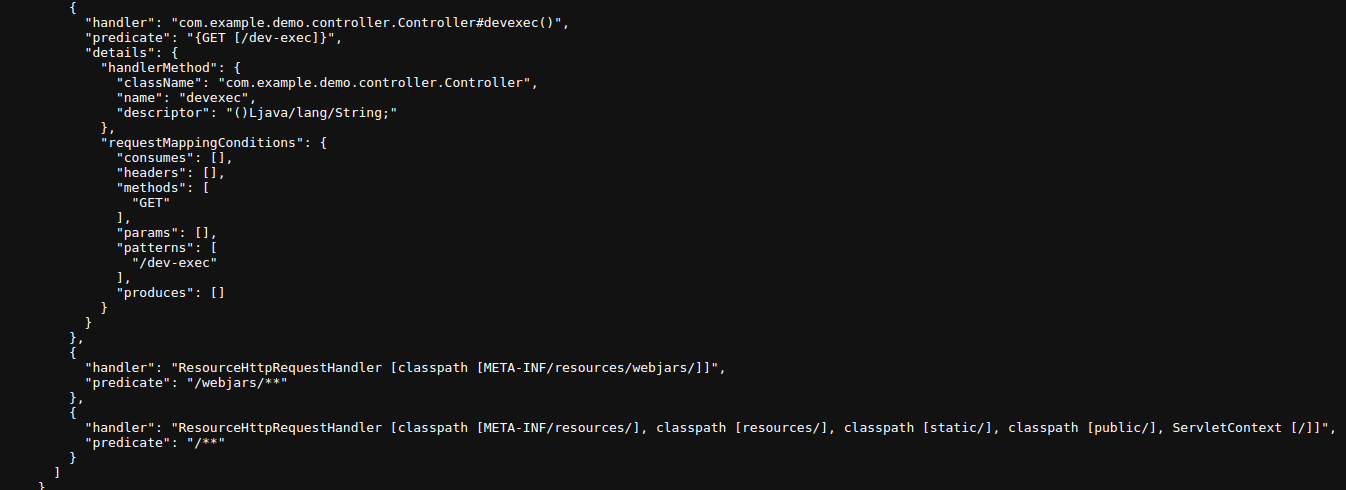 {
"handler": "com.example.demo.controller.Controller#devexec()",
"predicate": "{GET [/dev-exec]}",
"details": {
"handlerMethod": {
"className": "com.example.demo.controller.Controller",
"name": "devexec",
"descriptor": "()Ljava/lang/String;"
},
"requestMappingConditions": {
"consumes": [],
"headers": [],
"methods": [
"GET"
],
"params": [],
"patterns": [
"/dev-exec"
],
"produces": []
}
}
},
{
"handler": "ResourceHttpRequestHandler [classpath [META-INF/resources/webjars/]]",
"predicate": "/webjars/**"
},
{
"handler": "ResourceHttpRequestHandler [classpath [META-INF/resources/], classpath [resources/], classpath [static/], classpath [public/], ServletContext [/]]",
"predicate": "/**"
}
]
}